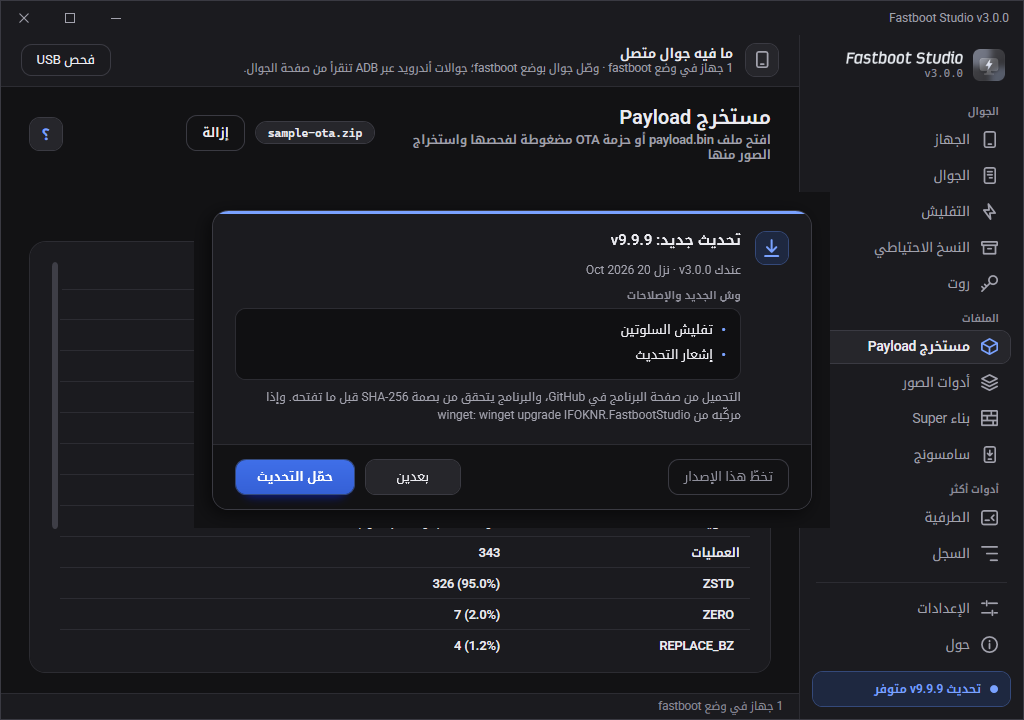 Fastboot Studio v3.0.0
Fastboot Studio
v3.0.0
ما فيه جوال متصل
1 جهاز في وضع fastboot · وصّل جوال بوضع fastboot؛ جوالات أندرويد عبر ADB تنقرأ من صفحة الجوال.
فحص USB
الجوال
الجهاز
الجوال
التفليش
النسخ الاحتياطي
روت
الملفات
مستخرج Payload
أدوات الصور
بناء Super
سامسونج
أدوات أكثر
الطرفية
السجل
الإعدادات
حول
تحديث v9.9.9 متوفر
مستخرج Payload
افتح ملف payload.bin أو حزمة OTA مضغوطة لفحصها واستخراج
الصور منها
sample-ota.zip
إزالة
؟
تحديث جديد: v9.9.9
عندك v3.0.0 · نزل 20 Oct 2026
وش الجديد والإصلاحات
• تفليش السلوتين
• إشعار التحديث
التحميل من صفحة البرنامج في GitHub، والبرنامج يتحقق من بصمة SHA-256 قبل ما تفتحه. وإذا
مركّبه من winget: winget upgrade IFOKNR.FastbootStudio
تخطّ هذا الإصدار
بعدين
حمّل التحديث
العمليات 343
ZSTD 326 (95.0%)
ZERO 7 (2.0%)
REPLACE_BZ 4 (1.2%)
1 جهاز في وضع fastboot